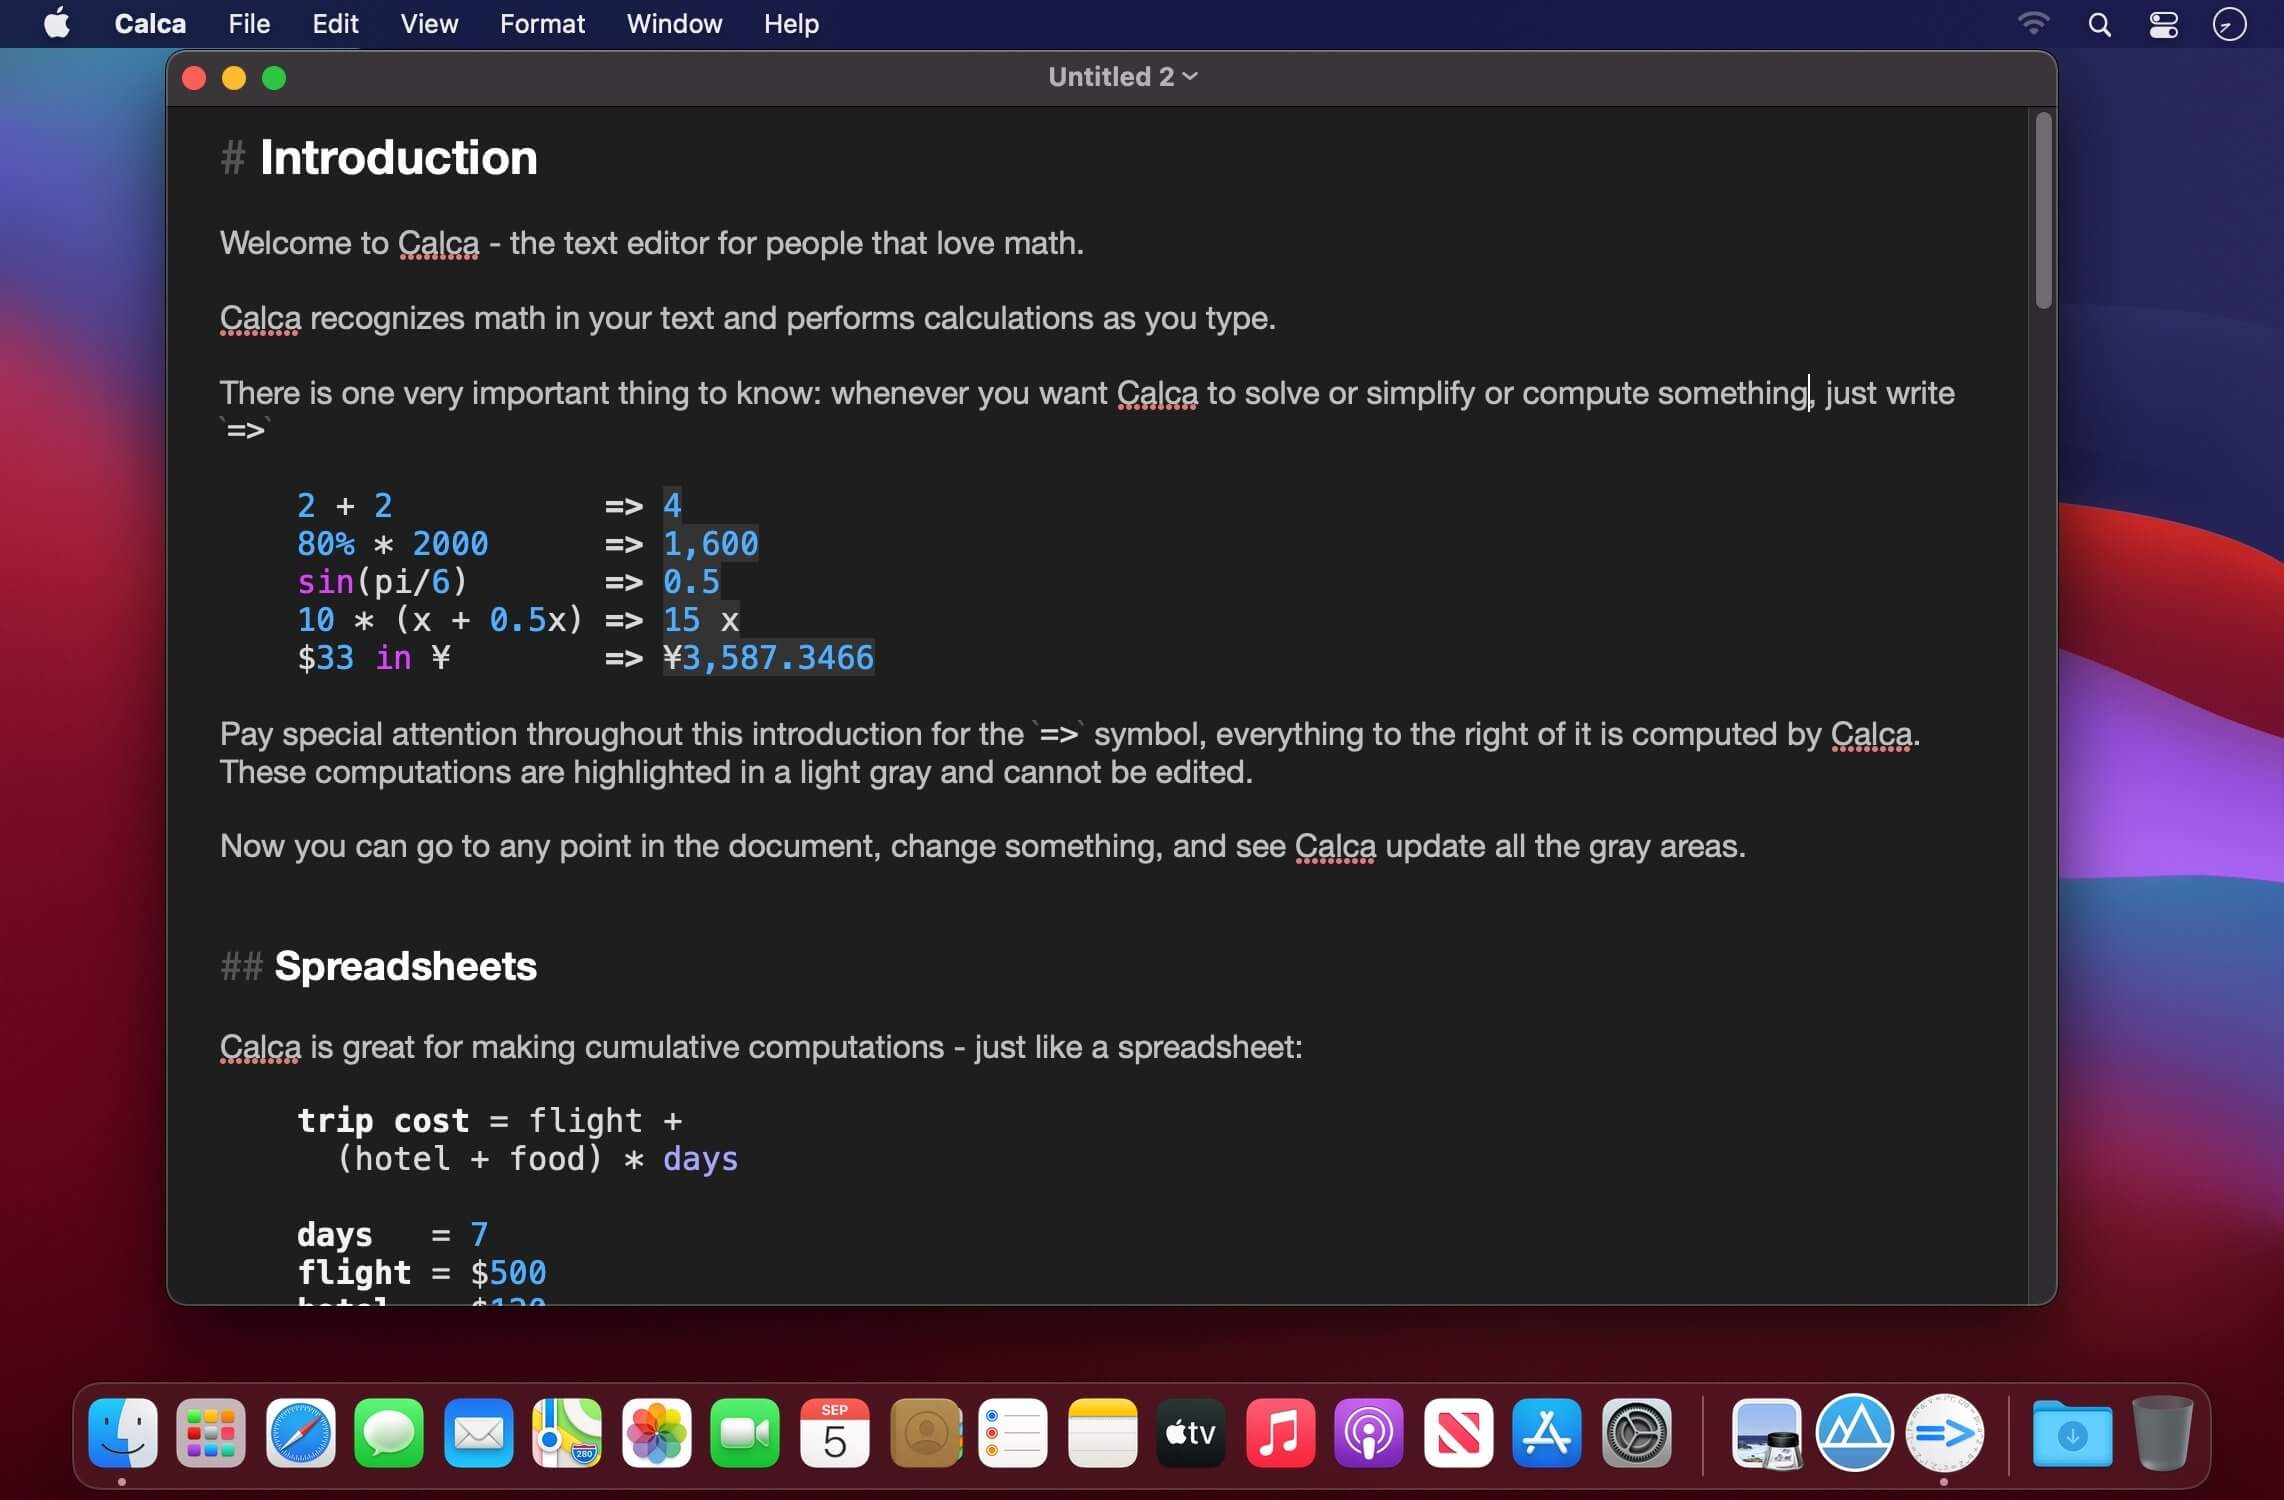 Calca File Edit View Format Window Help
Untitled 2
# Introduction
Welcome to Calca - the text editor for people that love math.
Calca recognizes math in your text and performs calculations as you type.
There is one very important thing to know: whenever you want Calca to solve or simplify or compute something, just write
`=>`
2 + 2 => 4
80% * 2000 => 1,600
sin(pi/6) => 0.5
10 * (x + 0.5x) => 15 x
$33 in ¥ => ¥3,587.3466
Pay special attention throughout this introduction for the `=>` symbol, everything to the right of it is computed by Calca.
These computations are highlighted in a light gray and cannot be edited.
Now you can go to any point in the document, change something, and see Calca update all the gray areas.
## Spreadsheets
Calca is great for making cumulative computations - just like a spreadsheet:
trip cost = flight +
(hotel + food) * days
days = 7
flight = $500
SEP
5
280
tv
=>